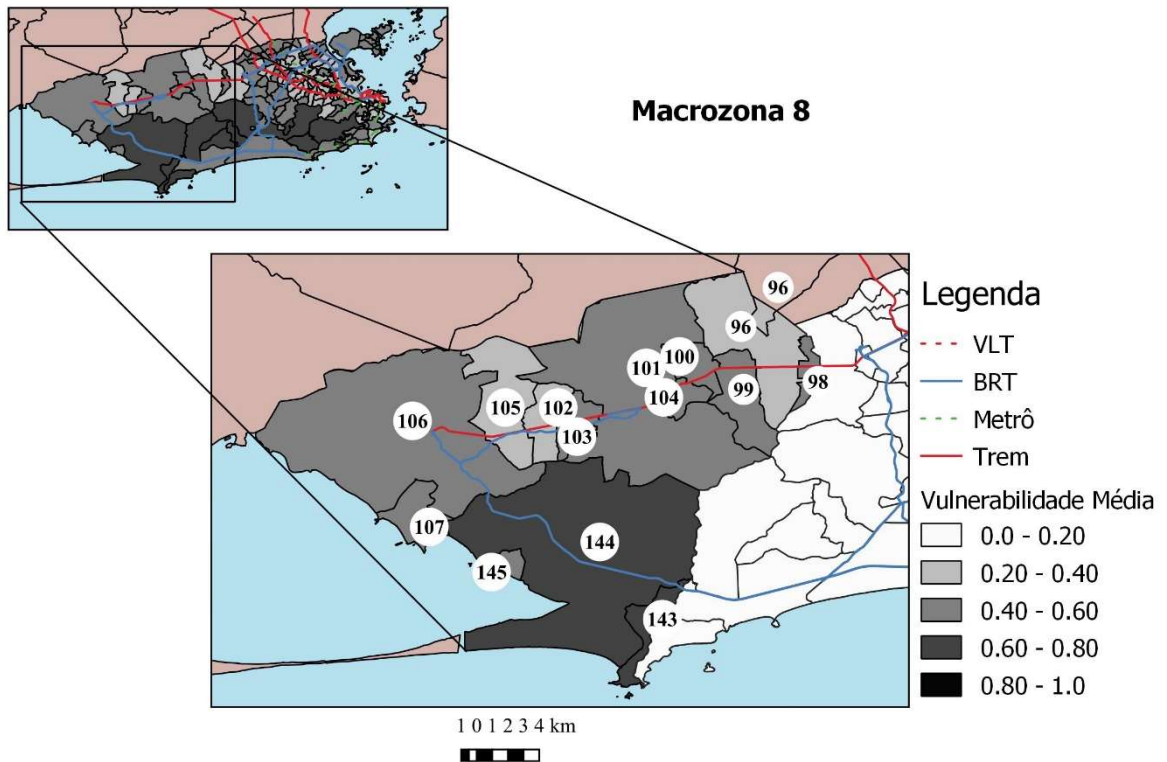 Macrozona 8
96
96
100
101
99
98
104
105
102
106
103
107
144
145
143
Legenda
VLT
BRT
Metrô
Trem
Vulnerabilidade Média
0.0 - 0.20
0.20 - 0.40
0.40 - 0.60
0.60 - 0.80
0.80 - 1.0
1 0 1 2 3 4 km